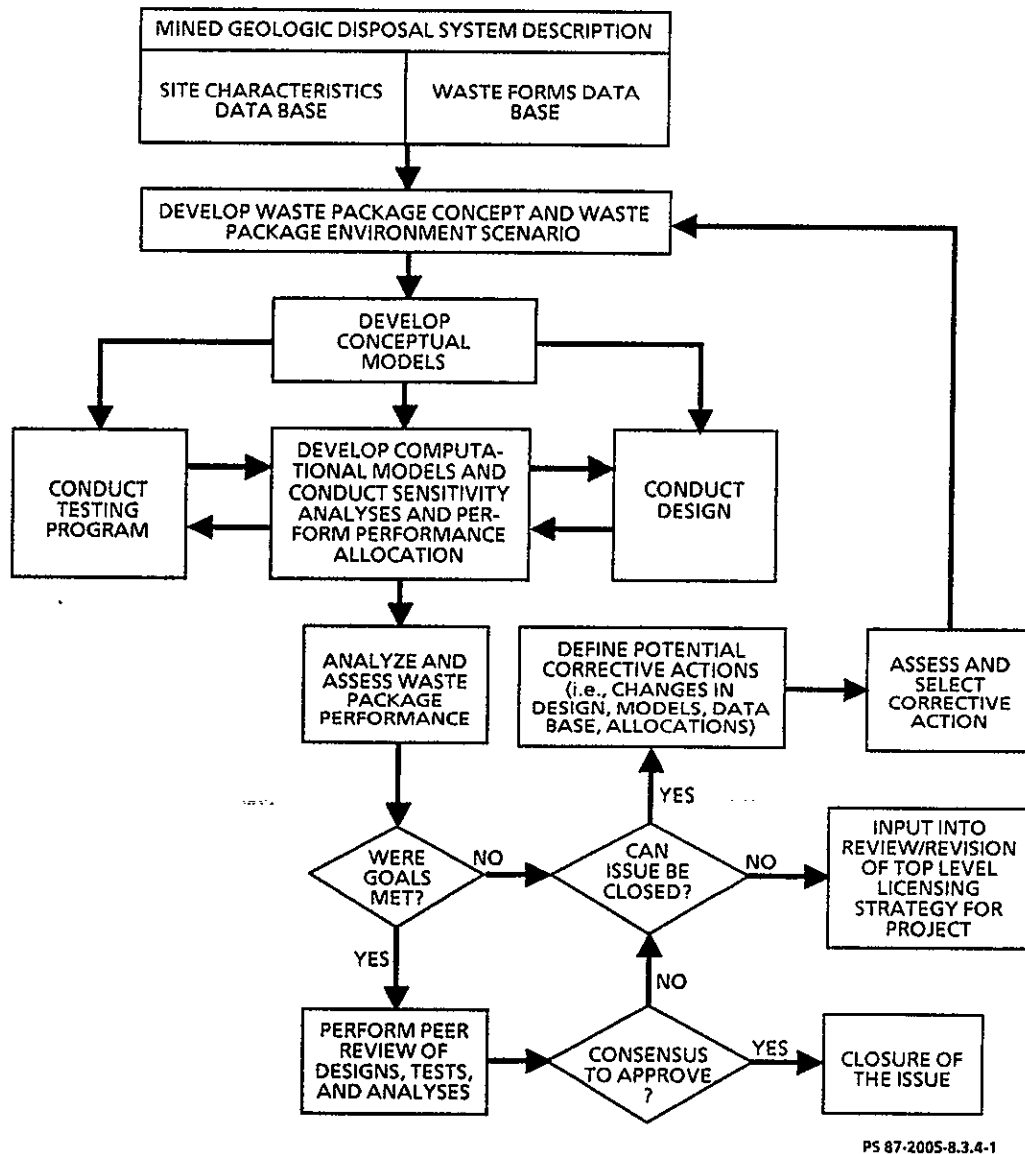 MINED GEOLOGIC DISPOSAL SYSTEM DESCRIPTION
SITE CHARACTERISTICS
DATA BASE
WASTE FORMS DATA
BASE
DEVELOP WASTE PACKAGE CONCEPT AND WASTE
PACKAGE ENVIRONMENT SCENARIO
DEVELOP
CONCEPTUAL
MODELS
CONDUCT
TESTING
PROGRAM
DEVELOP COMPUTA-
TIONAL MODELS AND
CONDUCT SENSITIVITY
ANALYSES AND PER-
FORM PERFORMANCE
ALLOCATION
CONDUCT
DESIGN
ANALYZE AND
ASSESS WASTE
PACKAGE
PERFORMANCE
DEFINE POTENTIAL
CORRECTIVE ACTIONS
(i.e., CHANGES IN
DESIGN, MODELS, DATA
BASE, ALLOCATIONS)
ASSESS AND
SELECT
CORRECTIVE
ACTION
YES
WERE
GOALS
MET?
NO
CAN
ISSUE BE
CLOSED?
NO
INPUT INTO
REVIEW/REVISION
OF TOP LEVEL
LICENSING
STRATEGY FOR
PROJECT
YES
NO
PERFORM PEER
REVIEW OF
DESIGNS, TESTS,
AND ANALYSES
CONSENSUS
TO APPROVE
?
YES
CLOSURE OF
THE ISSUE
PS 87-2005-8.3.4-1